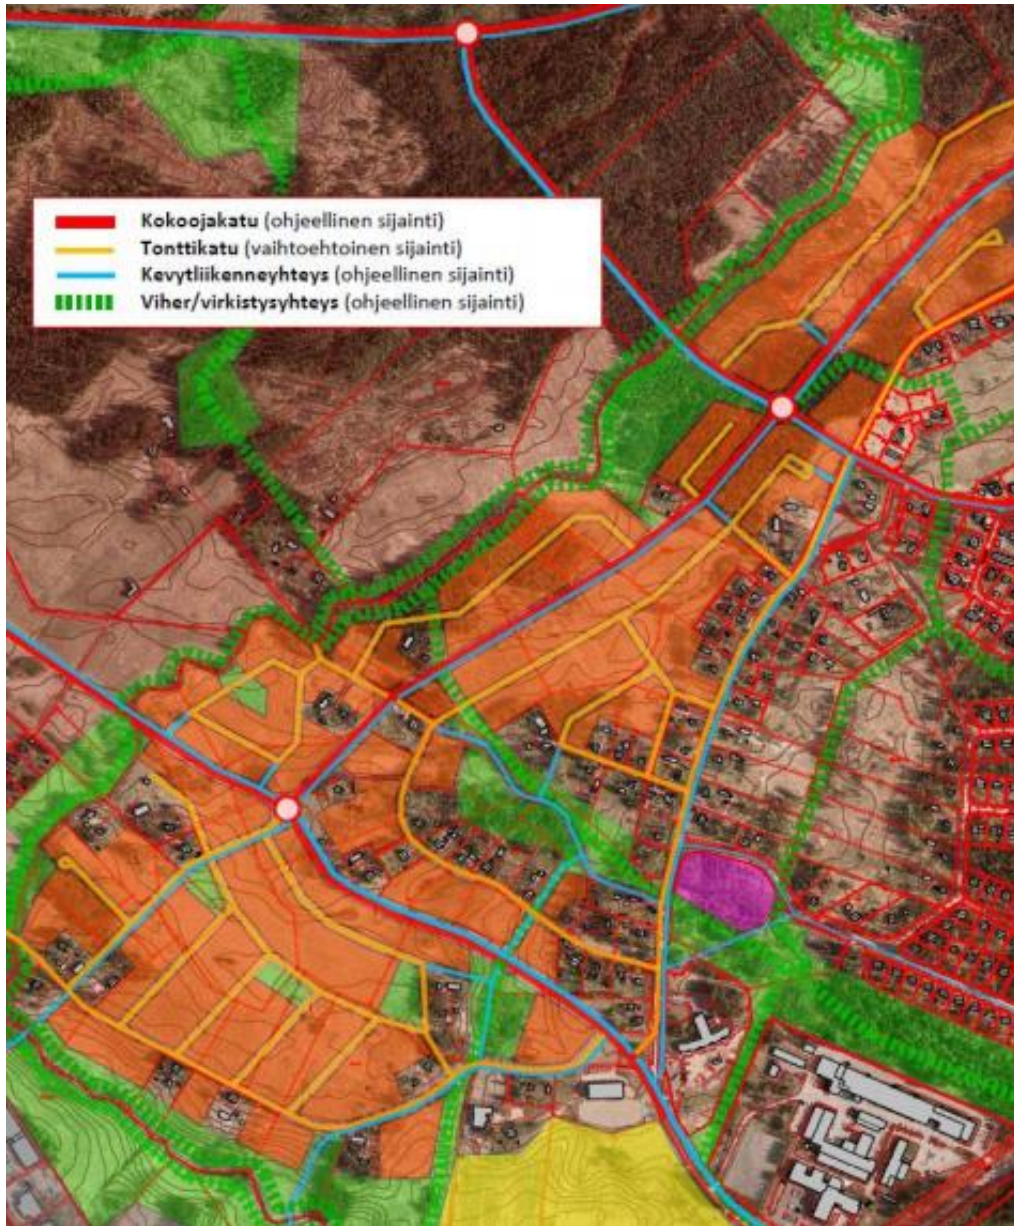 Kokoojakatu (ohjeellinen sijainti)
Tonttikatu (vaihtoehtoinen sijainti)
Kevytliikenneyhteys (ohjeellinen sijainti)
Viher/virkistysyhteys (ohjeellinen sijainti)